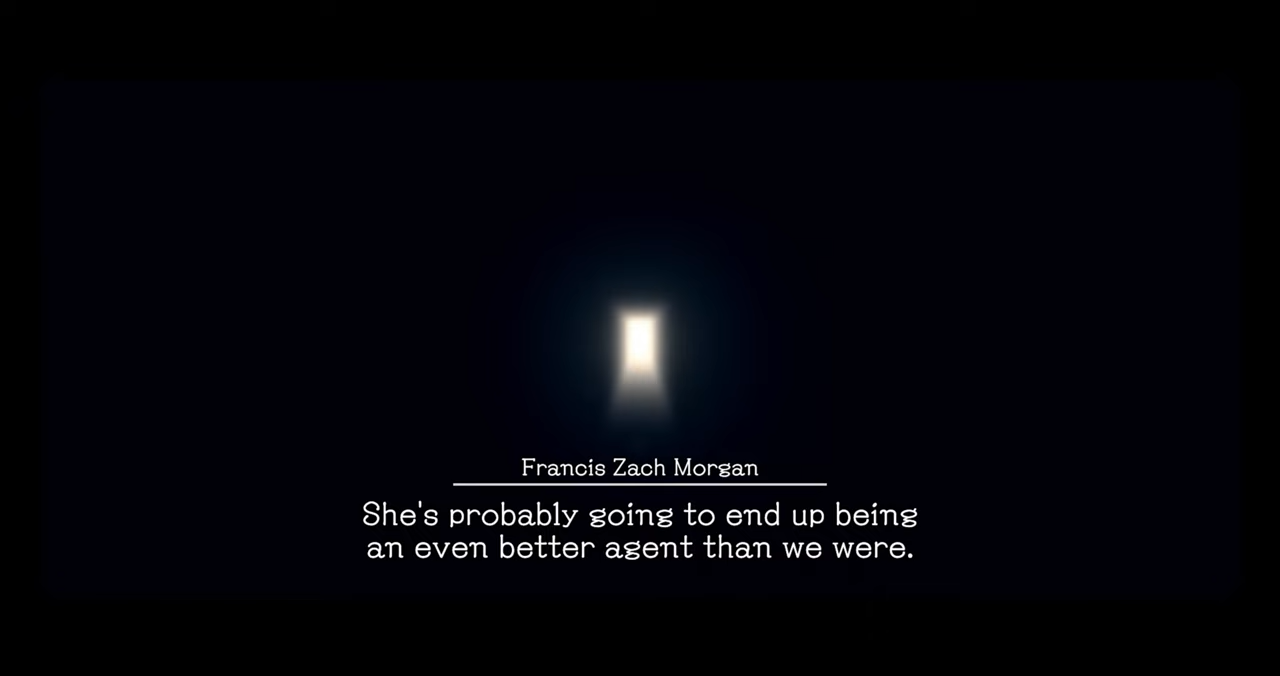 Francis Zach Morgan
She's probably going to end up being
an even better agent than we were.